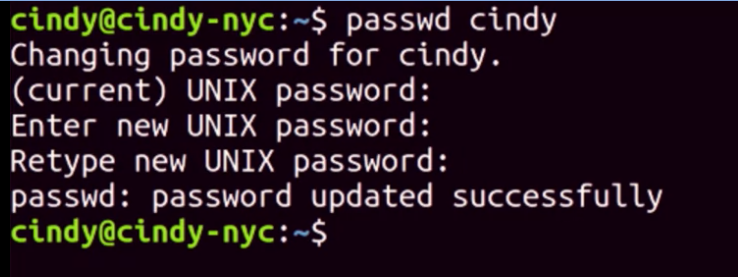 cindy@cindy-nyc:~$ passwd cindy
Changing password for cindy.
(current) UNIX password:
Enter new UNIX password:
Retype new UNIX password:
passwd: password updated successfully
cindy@cindy-nyc:~$